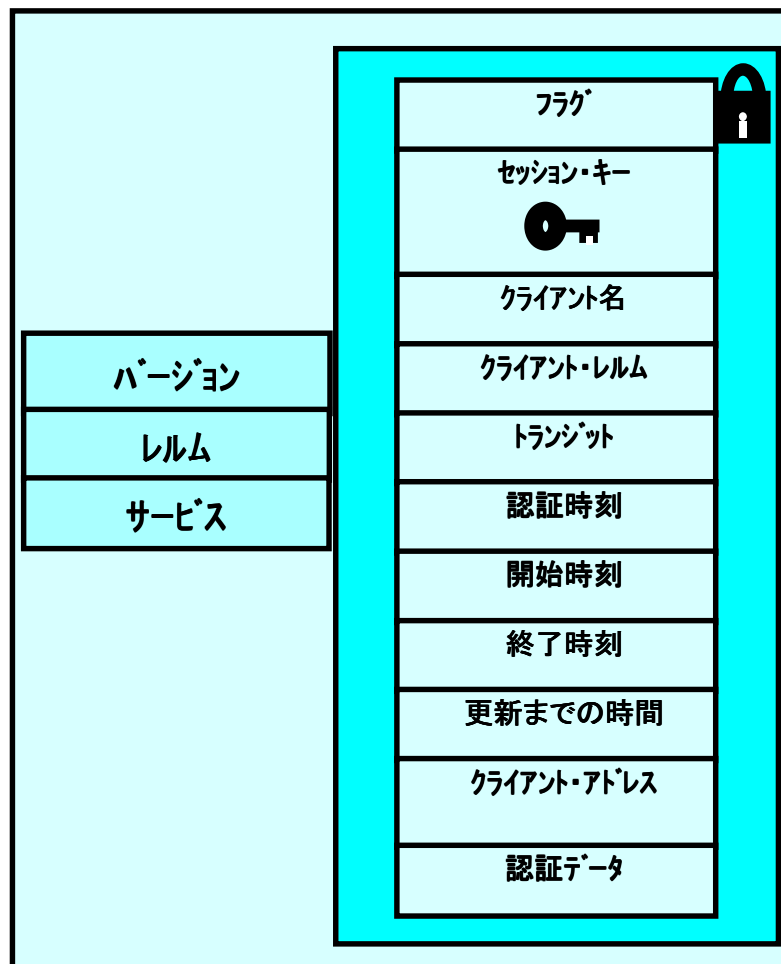 バージョン
レルム
サービス
フラグ
セッション・キー
クライアント名
クライアント・レルム
トランジット
認証時刻
開始時刻
終了時刻
更新までの時間
クライアント・アドレス
認証データ